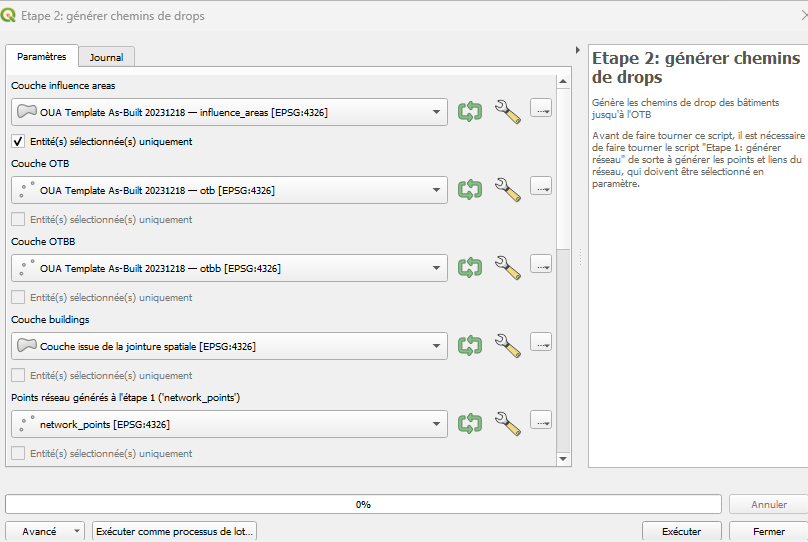 Etape 2: générer chemins de drops
Paramètres
Journal
Couche influence areas
OUA Template As-Built 20231218 — influence_areas [EPSG:4326]
...
Entité(s) sélectionnée(s) uniquement
Couche OTB
OUA Template As-Built 20231218 — otb [EPSG:4326]
...
Entité(s) sélectionnée(s) uniquement
Couche OTBB
OUA Template As-Built 20231218 — otbb [EPSG:4326]
...
Entité(s) sélectionnée(s) uniquement
Couche buildings
Couche issue de la jointure spatiale [EPSG:4326]
...
Entité(s) sélectionnée(s) uniquement
Points réseau générés à l'étape 1 ('network_points')
network_points [EPSG:4326]
...
Entité(s) sélectionnée(s) uniquement
Etape 2: générer chemins
de drops
Génère les chemins de drop des bâtiments
jusqu'à l'OTB
Avant de faire tourner ce script, il est nécessaire
de faire tourner le script "Etape 1: générer
réseau" de sorte à générer les points et liens du
réseau, qui doivent être sélectionné en
paramètre.
0%
Annuler
Avancé
Exécuter comme processus de lot...
Exécuter
Fermer